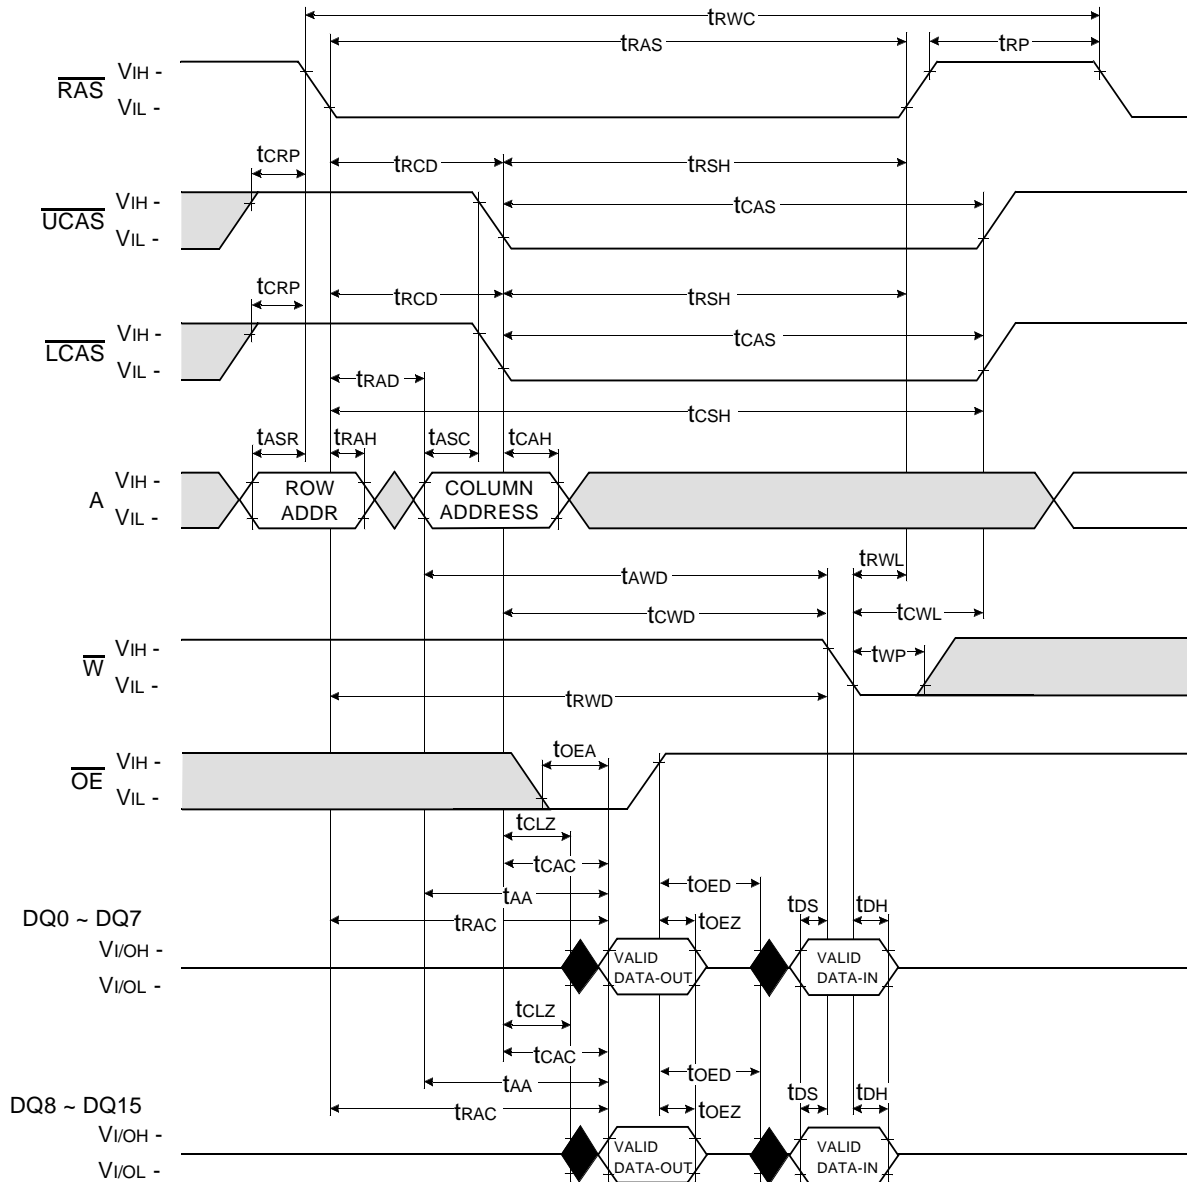 tRWC
tRAS
tRP
RAS
VIH -
VIL -
tCRP
tRCD
tRSH
UCAS
VIH -
VIL -
tCAS
tCRP
tRCD
tRSH
LCAS
VIH -
VIL -
tCAS
tRAD
tCSH
tASR
tRAH
tASC
tCAH
A
VIH -
VIL -
ROW
ADDR
COLUMN
ADDRESS
tAWD
tRWL
tCWD
tCWL
W
VIH -
VIL -
tWP
tRWD
OE
VIH -
VIL -
tOEA
tCLZ
tCAC
tAA
tOED
tDS
tDH
DQ0 ~ DQ7
tRAC
tOEZ
VI/OH -
VI/OL -
VALID
DATA-OUT
VALID
DATA-IN
tCLZ
tCAC
tAA
tOED
tDS
tDH
DQ8 ~ DQ15
tRAC
tOEZ
VI/OH -
VI/OL -
VALID
DATA-OUT
VALID
DATA-IN